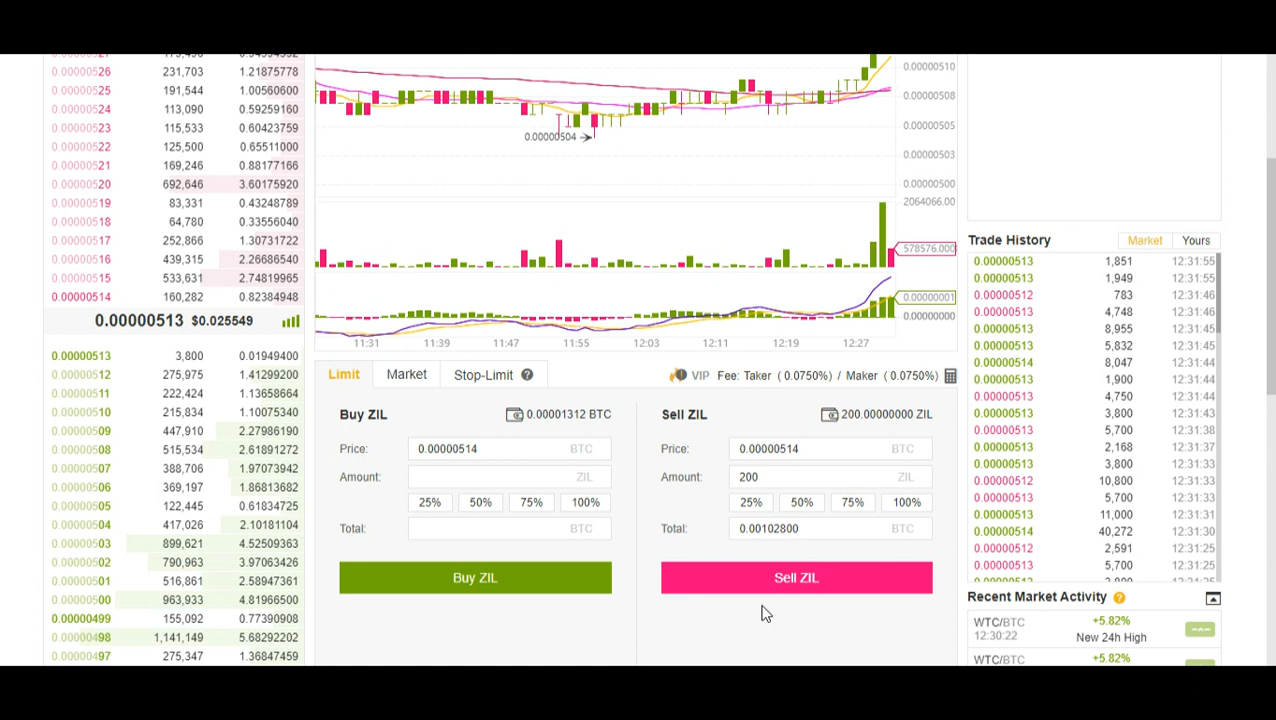 0.00000526 231,703 1.21875778
0.00000525 191,544 1.00560600
0.00000524 113,090 0.59259160
0.00000523 115,533 0.60423759
0.00000522 125,500 0.65511000
0.00000521 169,246 0.88177166
0.00000520 692,646 3.60175920
0.00000519 83,331 0.43248789
0.00000518 64,780 0.33556040
0.00000517 252,866 1.30731722
0.00000516 439,315 2.26686540
0.00000515 533,631 2.74819965
0.00000514 160,282 0.82384948
0.00000513 $0.025549
0.00000513 3,800 0.01949400
0.00000512 275,975 1.41299200
0.00000511 222,424 1.13658664
0.00000510 215,834 1.10075340
0.00000509 447,910 2.27986190
0.00000508 515,534 2.61891272
0.00000507 388,706 1.97073942
0.00000506 369,197 1.86813682
0.00000505 122,445 0.61834725
0.00000504 417,026 2.10181104
0.00000503 899,621 4.52509363
0.00000502 790,963 3.97063426
0.00000501 516,861 2.58947361
0.00000500 963,933 4.81966500
0.00000499 155,092 0.77390908
0.00000498 1,141,149 5.68292202
0.00000497 275,347 1.36847459
0.00000510
0.00000508
0.00000505
0.00000504
0.00000503
0.00000500
2064066.00
578576.000
0.00000001
0.00000000
11:31 11:39 11:47 11:55 12:03 12:11 12:19 12:27
Limit Market Stop-Limit ?
VIP Fee: Taker ( 0.0750% ) / Maker ( 0.0750%)
Buy ZIL 0.00001312 BTC
Price: 0.00000514 BTC
Amount: ZIL
25% 50% 75% 100%
Total: BTC
Buy ZIL
Sell ZIL 200.00000000 ZIL
Price: 0.00000514 BTC
Amount: 200 ZIL
25% 50% 75% 100%
Total: 0.00102800 BTC
Sell ZIL
Trade History Market Yours
0.00000513 1,851 12:31:55
0.00000513 1,949 12:31:55
0.00000512 783 12:31:46
0.00000513 4,748 12:31:46
0.00000513 8,955 12:31:45
0.00000513 5,832 12:31:45
0.00000514 8,047 12:31:44
0.00000513 1,900 12:31:44
0.00000513 4,750 12:31:44
0.00000513 3,800 12:31:43
0.00000513 5,700 12:31:38
0.00000513 2,168 12:31:37
0.00000513 3,800 12:31:33
0.00000512 10,800 12:31:33
0.00000513 5,700 12:31:33
0.00000513 11,000 12:31:31
0.00000514 40,272 12:31:30
0.00000512 2,591 12:31:25
0.00000513 5,700 12:31:25
Recent Market Activity ?
WTC/BTC +5.82%
12:30:22 New 24h High
WTC/BTC +5.82%